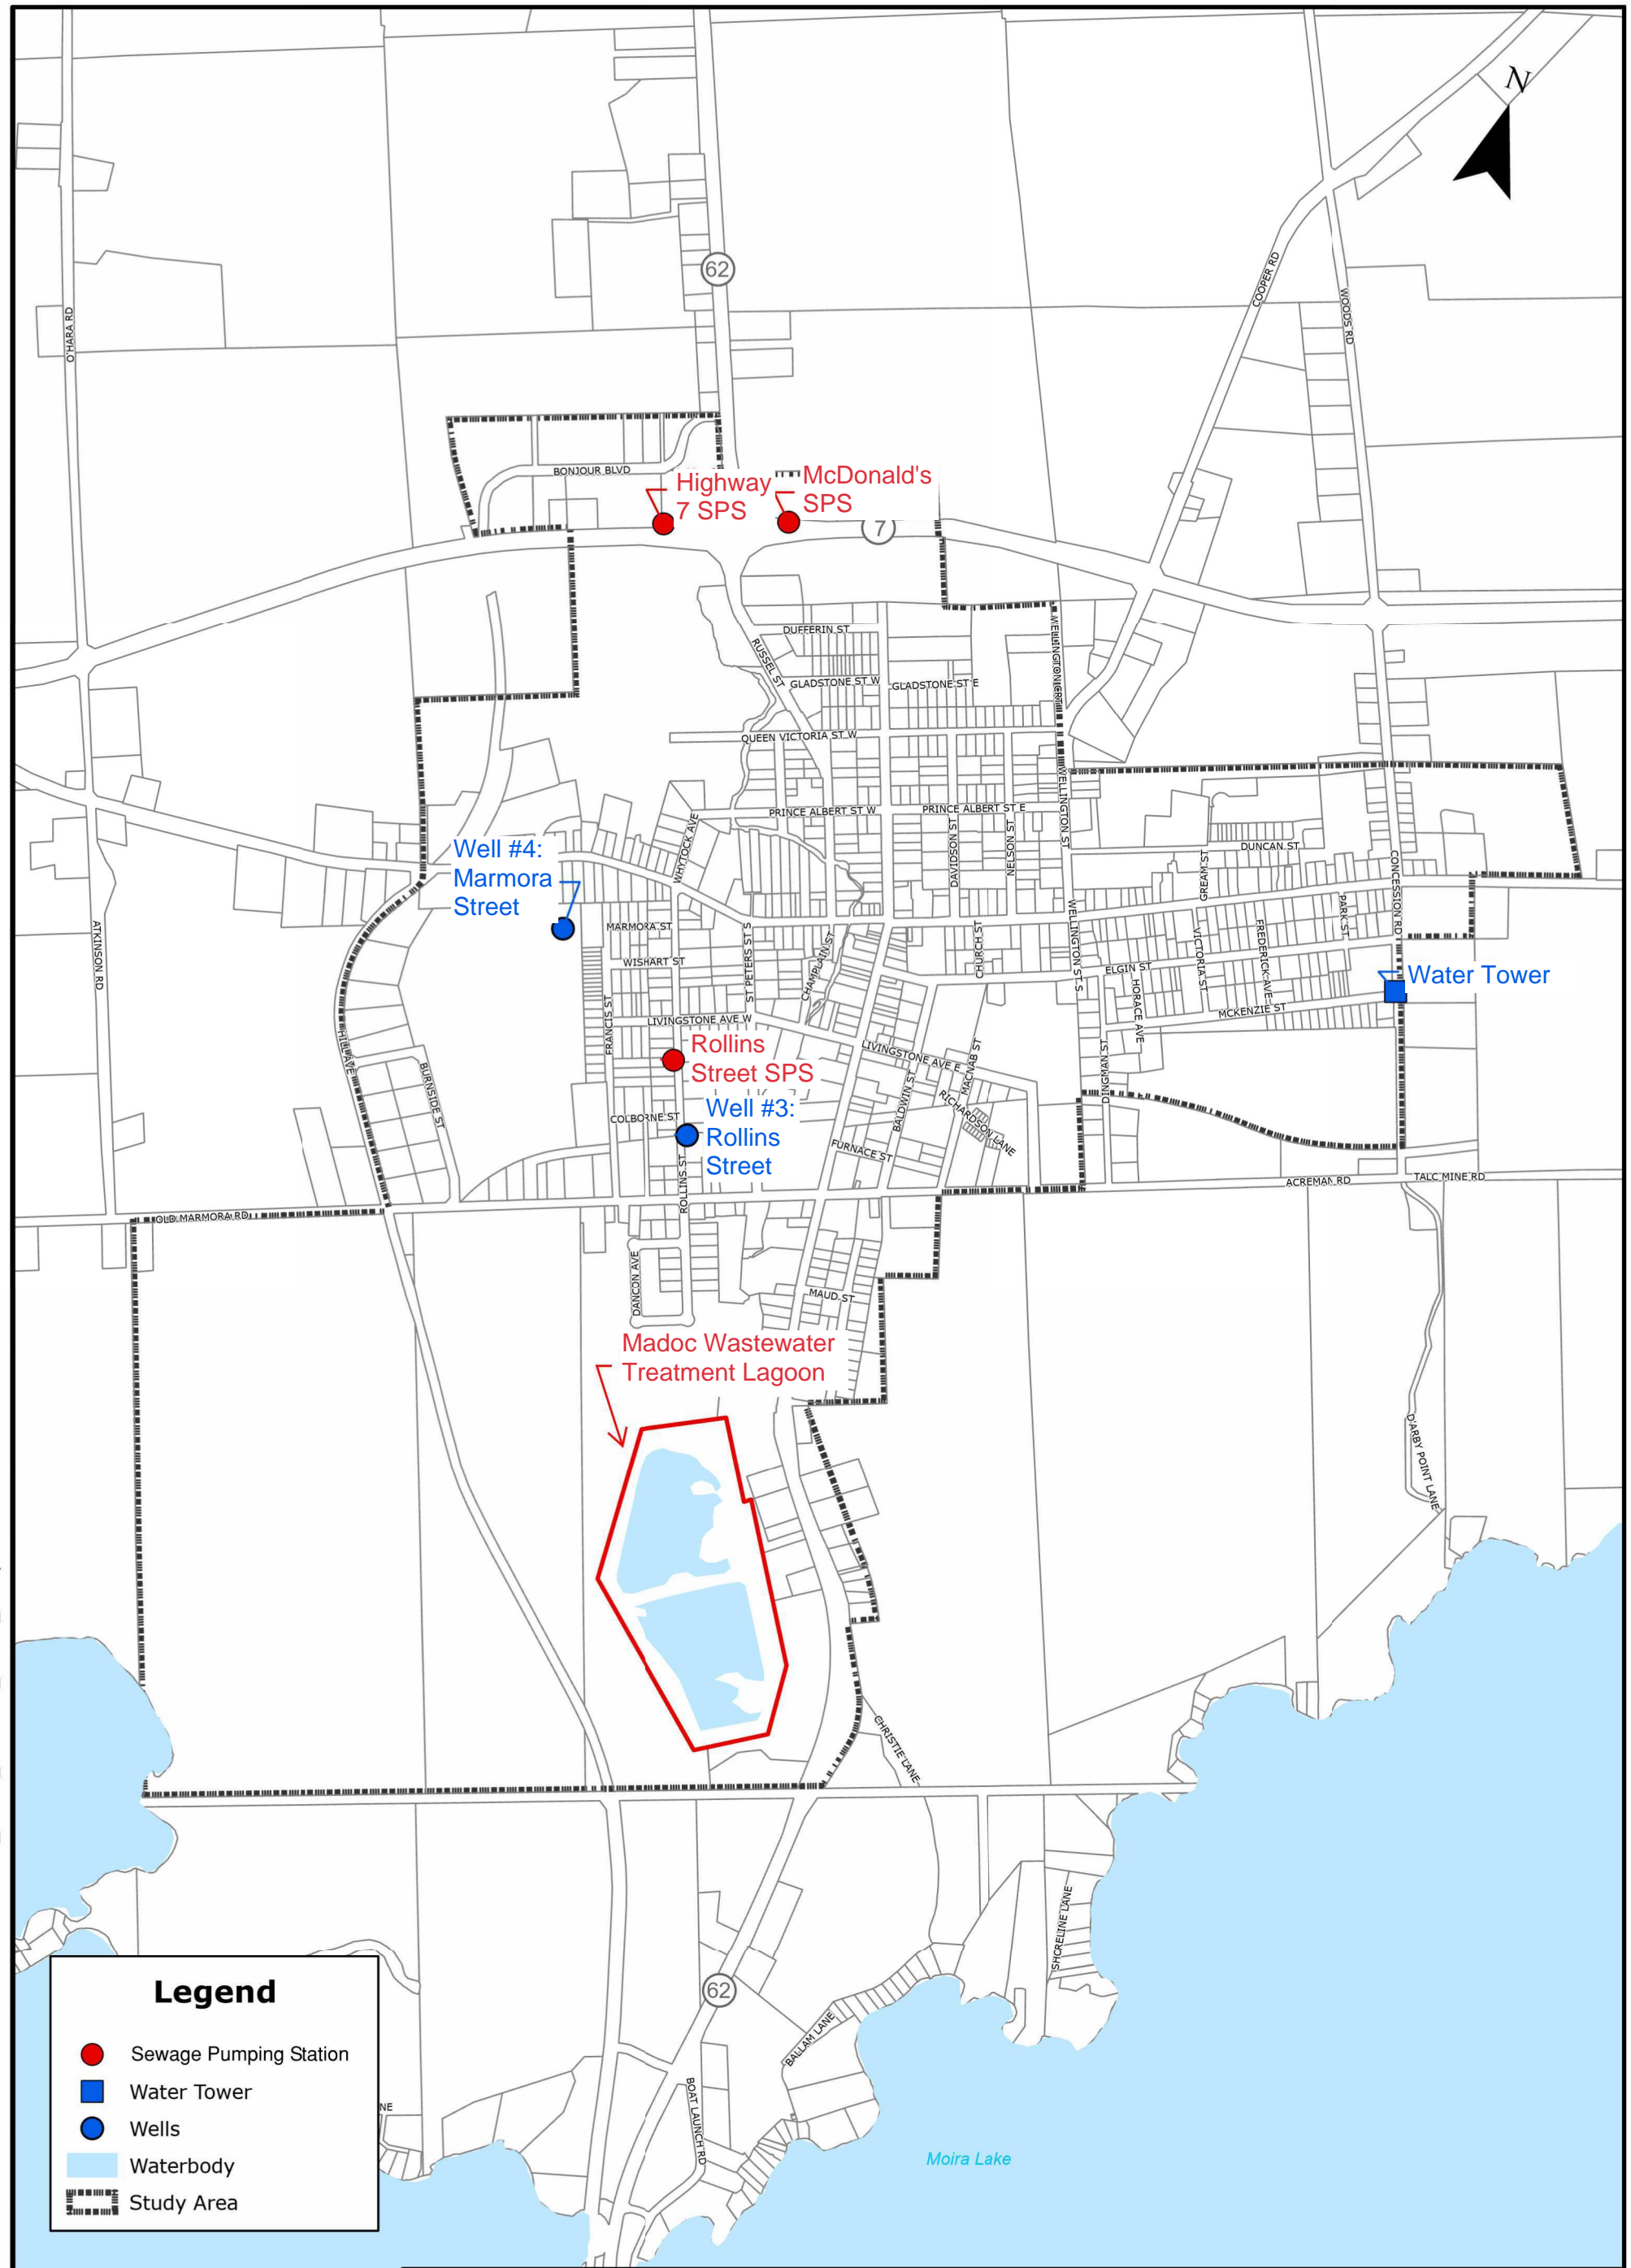 N
62
O'HARA RD
COOPER RD
WOODS RD
BONJOUR BLVD
Highway
7 SPS
McDonald's
SPS
7
DUFFERIN ST
RUSSEL ST
GLADSTONE ST W
GLADSTONE ST E
QUEEN VICTORIA ST W
WELLINGTON ST
PRINCE ALBERT ST W
PRINCE ALBERT ST E
WHYTOCK AVE
DAVIDSON ST
NELSON ST
DUNCAN ST
GREAM ST
CONCESSION RD
Well #4:
Marmora
Street
ATKINSON RD
MARMORA ST
WISHART ST
ST PETERS ST S
CHAMPLAIN ST
CHURCH ST
WELLINGTON ST S
ELGIN ST
VICTORIA ST
FREDERICK AVE
PARK ST
HORACE AVE
MCKENZIE ST
Water Tower
FRANCIS ST
LIVINGSTONE AVE W
LIVINGSTONE AVE E
Rollins
Street SPS
BURNSIDE ST
COLBORNE ST
Well #3:
Rollins
Street
BALDWIN ST
MACNAB ST
RICHARDSON LANE
DINGMAN ST
FURNACE ST
ROLLINS ST
ACREMAN RD
TALC MINE RD
OLD MARMORA RD
DANCON AVE
MAUD ST
Madoc Wastewater
Treatment Lagoon
D'ARBY POINT LANE
CHRISTIE LANE
SHORELINE LANE
62
BALLAM LANE
BOAT LAUNCH RD
NE
Moira Lake
Legend
Sewage Pumping Station
Water Tower
Wells
Waterbody
Study Area